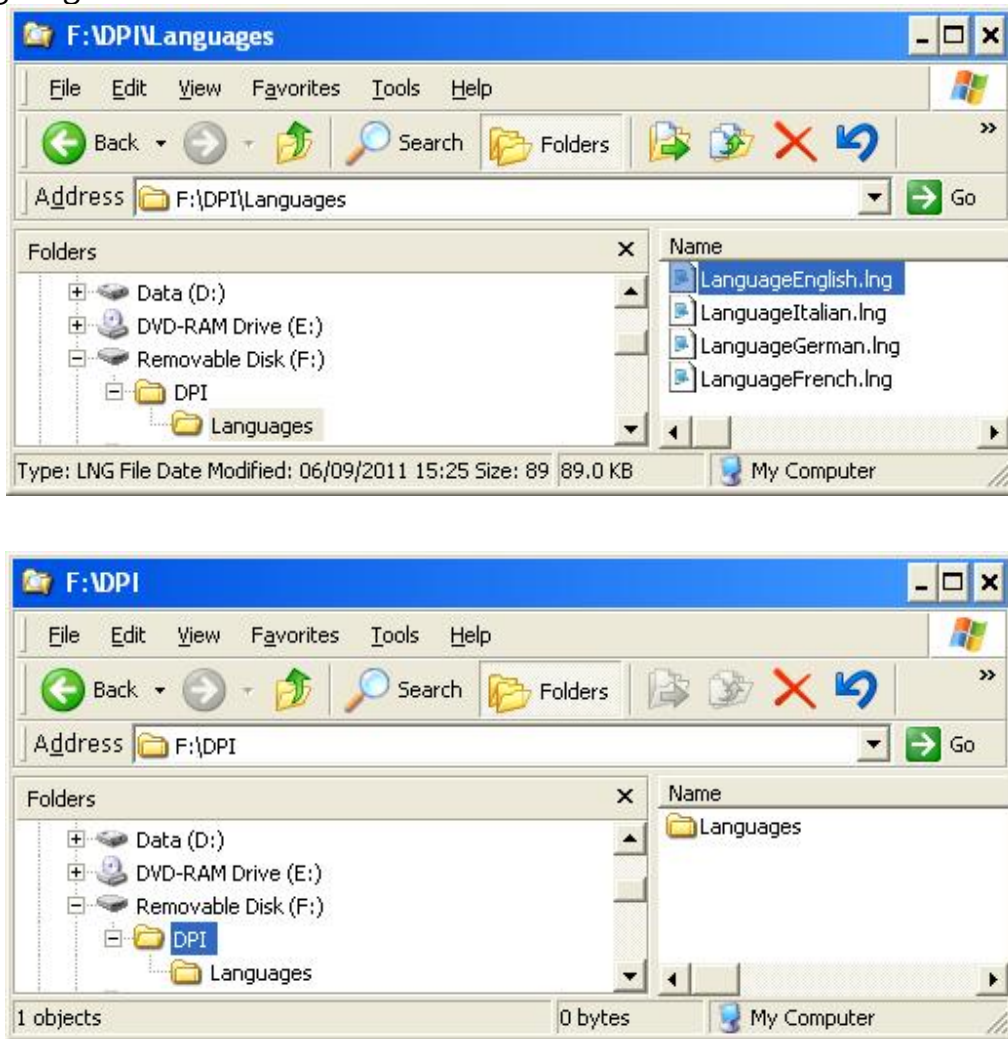 F:\DPI\Languages
File Edit View Favorites Tools Help
Back Search Folders »
Address F:\DPI\Languages Go
Folders x Name
Data (D:) LanguageEnglish.lng
DVD-RAM Drive (E:) LanguageItalian.lng
Removable Disk (F:) LanguageGerman.lng
DPI LanguageFrench.lng
Languages
Type: LNG File Date Modified: 06/09/2011 15:25 Size: 89 89.0 KB My Computer
F:\DPI
File Edit View Favorites Tools Help
Back Search Folders »
Address F:\DPI Go
Folders x Name
Data (D:) Languages
DVD-RAM Drive (E:)
Removable Disk (F:)
DPI
Languages
1 objects 0 bytes My Computer